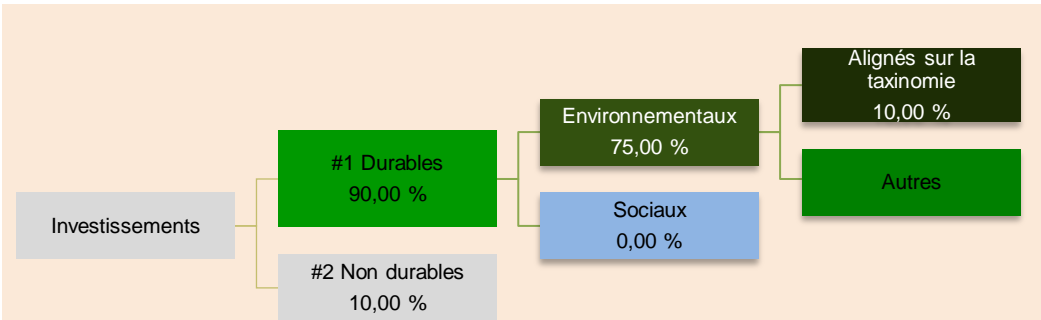 Investissements
#1 Durables
90,00 %
#2 Non durables
10,00 %
Environnementaux
75,00 %
Sociaux
0,00 %
Alignés sur la
taxinomie
10,00 %
Autres